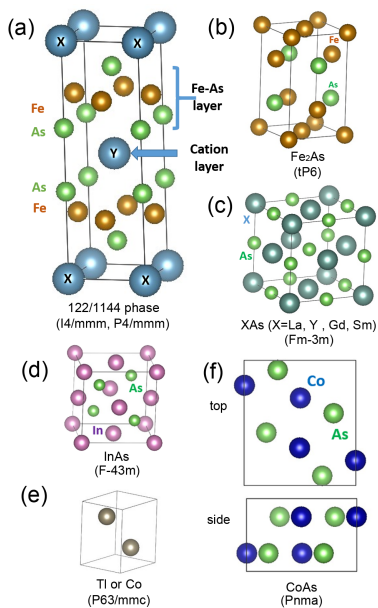 (a)
X
X
Fe
As
Y
As
Fe
X
X
Fe-As
layer
Cation
layer
122/1144 phase
(I4/mmm, P4/mmm)
(b)
Fe
As
Fe₂As
(tP6)
(c)
X
As
XAs (X=La, Y , Gd, Sm)
(Fm-3m)
(d)
As
In
InAs
(F-43m)
(e)
Tl or Co
(P63/mmc)
(f)
top
Co
As
side
CoAs
(Pnma)